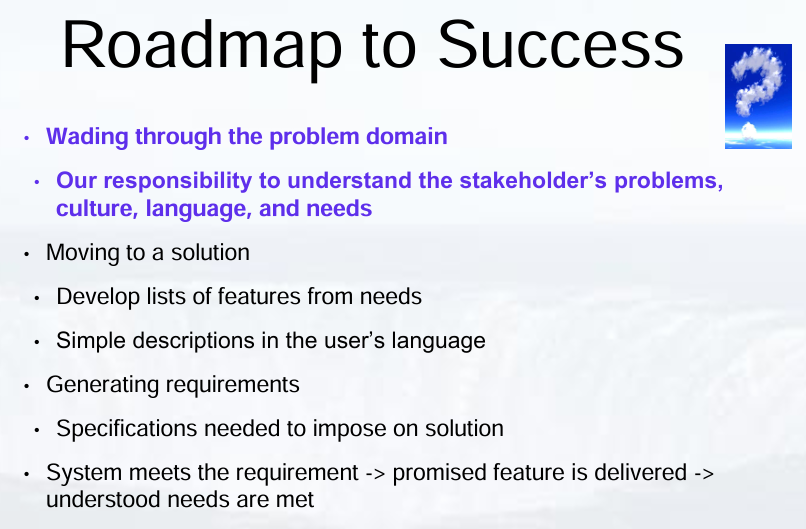 Roadmap to Success
• Wading through the problem domain
• Our responsibility to understand the stakeholder’s problems,
culture, language, and needs
• Moving to a solution
• Develop lists of features from needs
• Simple descriptions in the user’s language
• Generating requirements
• Specifications needed to impose on solution
• System meets the requirement -> promised feature is delivered ->
understood needs are met